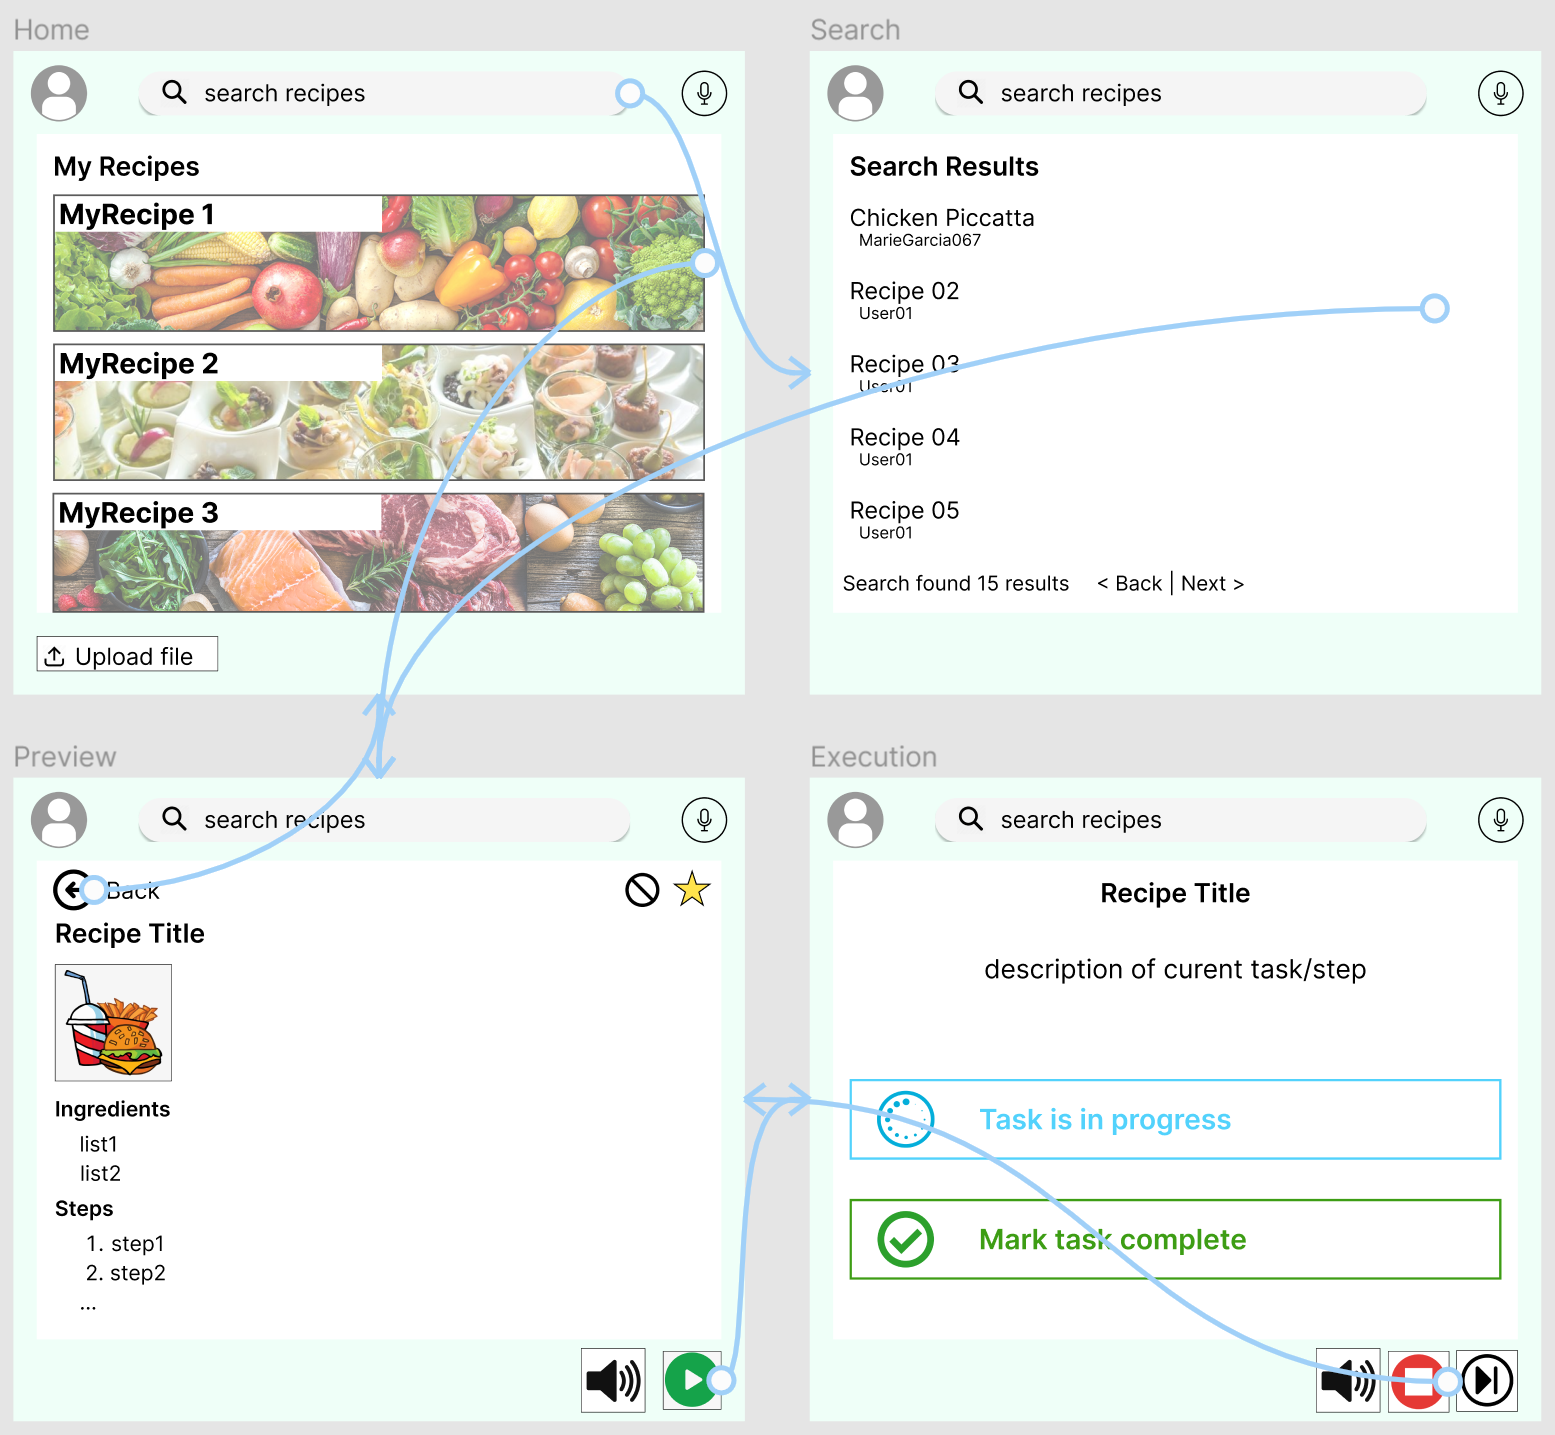 Home
search recipes
My Recipes
MyRecipe 1
MyRecipe 2
MyRecipe 3
Upload file
Search
search recipes
Search Results
Chicken Piccatta
MarieGarcia067
Recipe 02
User01
Recipe 03
User01
Recipe 04
User01
Recipe 05
User01
Search found 15 results < Back | Next >
Preview
search recipes
Back
Recipe Title
Ingredients
list1
list2
Steps
1. step1
2. step2
...
Execution
search recipes
Recipe Title
description of curent task/step
Task is in progress
Mark task complete